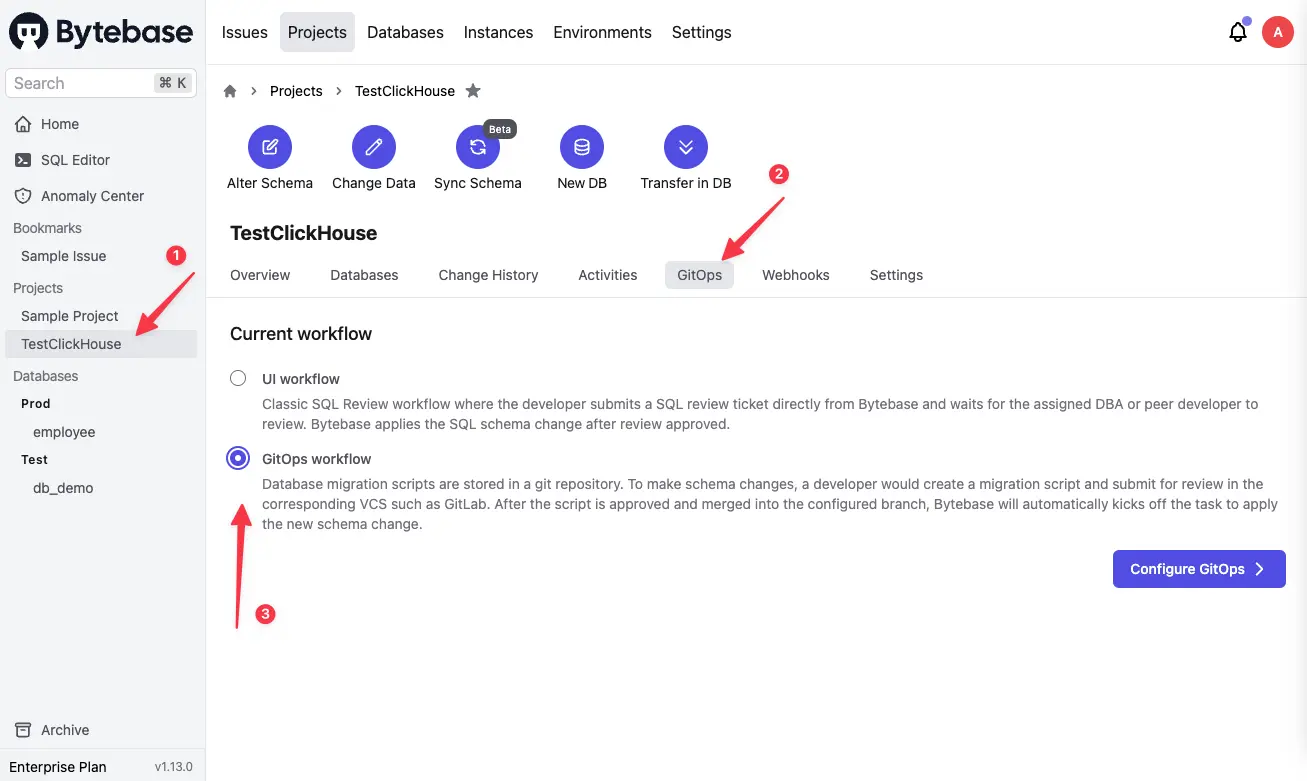 Bytebase
Search ⌘ K
Home
SQL Editor
Anomaly Center
Bookmarks
Sample Issue
1
Projects
Sample Project
TestClickHouse
Databases
Prod
employee
Test
db_demo
Archive
Enterprise Plan v1.13.0
Issues Projects Databases Instances Environments Settings
A
Projects TestClickHouse
Beta
Alter Schema Change Data Sync Schema New DB Transfer in DB
2
TestClickHouse
Overview Databases Change History Activities GitOps Webhooks Settings
Current workflow
UI workflow
Classic SQL Review workflow where the developer submits a SQL review ticket directly from Bytebase and waits for the assigned DBA or peer developer to
review. Bytebase applies the SQL schema change after review approved.
GitOps workflow
Database migration scripts are stored in a git repository. To make schema changes, a developer would create a migration script and submit for review in the
corresponding VCS such as GitLab. After the script is approved and merged into the configured branch, Bytebase will automatically kicks off the task to apply
the new schema change.
Configure GitOps
3